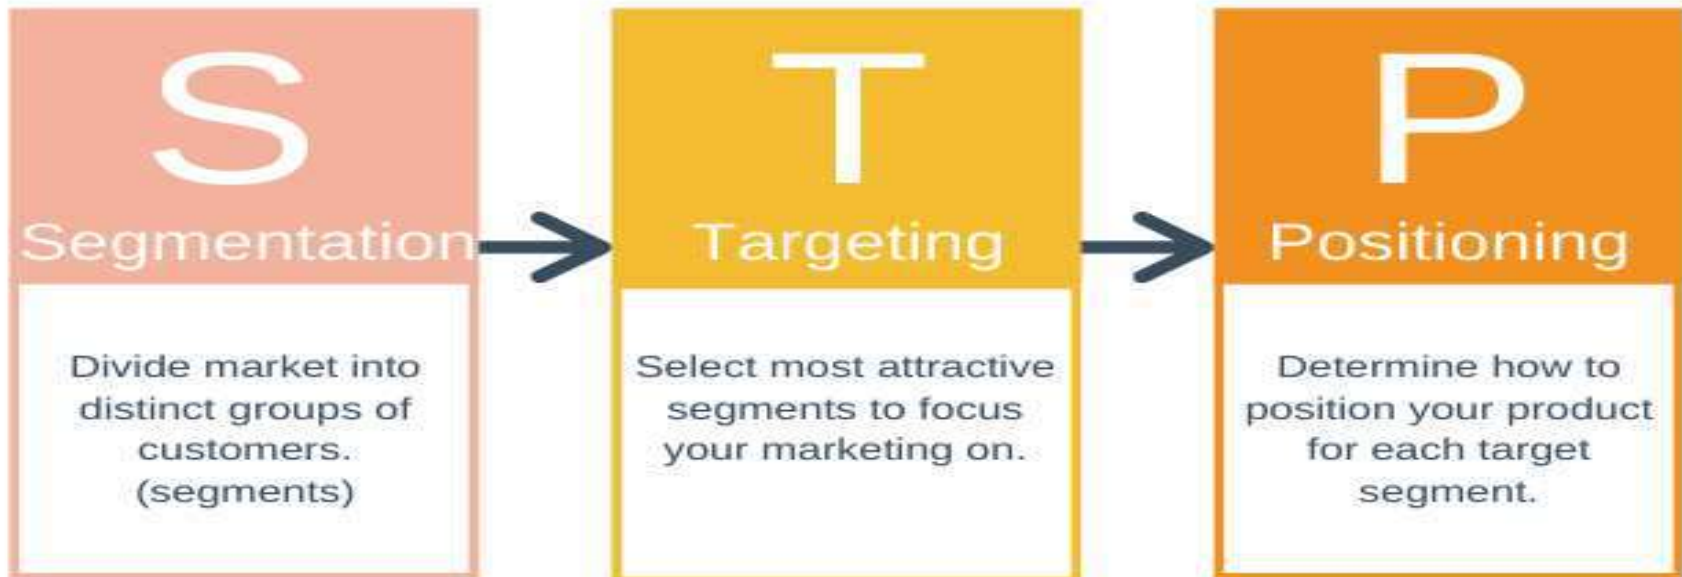 S
Segmentation
Divide market into
distinct groups of
customers.
(segments)
T
Targeting
Select most attractive
segments to focus
your marketing on.
P
Positioning
Determine how to
position your product
for each target
segment.